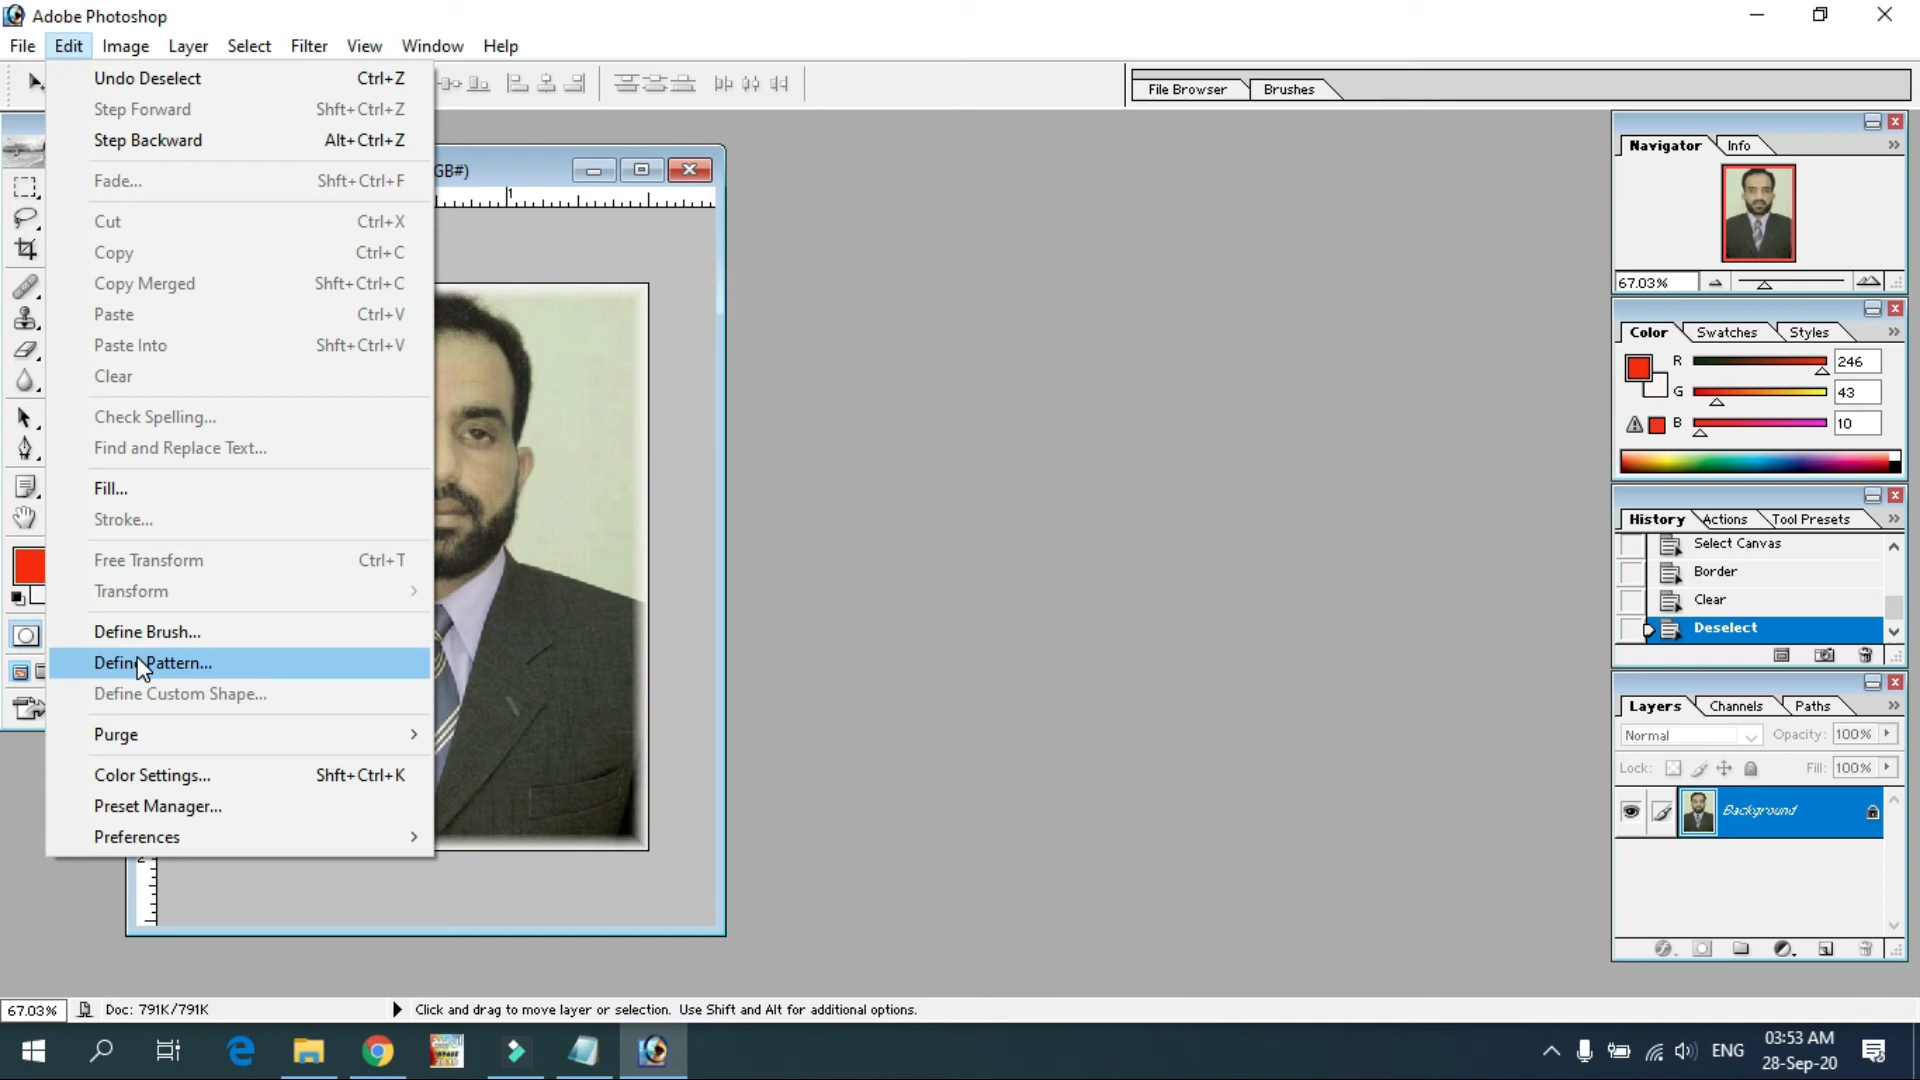 Adobe Photoshop
File Edit Image Layer Select Filter View Window Help
Undo Deselect Ctrl+Z
Step Forward Shft+Ctrl+Z
Step Backward Alt+Ctrl+Z
Fade... Shft+Ctrl+F
Cut Ctrl+X
Copy Ctrl+C
Copy Merged Shft+Ctrl+C
Paste Ctrl+V
Paste Into Shft+Ctrl+V
Clear
Check Spelling...
Find and Replace Text...
Fill...
Stroke...
Free Transform Ctrl+T
Transform
Define Brush...
Define Pattern...
Define Custom Shape...
Purge
Color Settings... Shft+Ctrl+K
Preset Manager...
Preferences
GB#)
1
2
File Browser Brushes
Navigator Info
67.03%
Color Swatches Styles
R 246
G 43
B 10
History Actions Tool Presets
Select Canvas
Border
Clear
Deselect
Layers Channels Paths
Normal Opacity: 100%
Lock: Fill: 100%
Background
67.03% Doc: 791K/791K Click and drag to move layer or selection. Use Shift and Alt for additional options.
ENG
03:53 AM
28-Sep-20